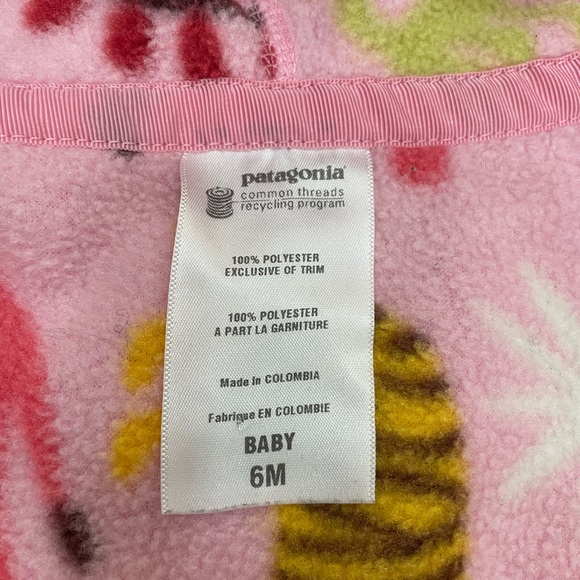 patagonia®
common threads
recycling program
100% POLYESTER
EXCLUSIVE OF TRIM
100% POLYESTER
A PART LA GARNITURE
Made in COLOMBIA
Fabrique EN COLOMBIE
BABY
6M